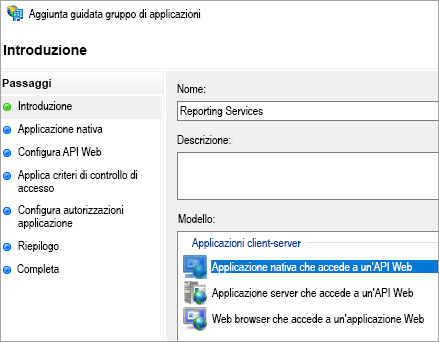 Aggiunta guidata gruppo di applicazioni
Introduzione
Passaggi
Introduzione
Applicazione nativa
Configura API Web
Applica criteri di controllo di
accesso
Configura autorizzazioni
applicazione
Riepilogo
Completa
Nome:
Reporting Services
Descrizione:
Modello:
Applicazioni client-server
Applicazione nativa che accede a un'API Web
Applicazione server che accede a un'API Web
Web browser che accede a un'applicazione Web